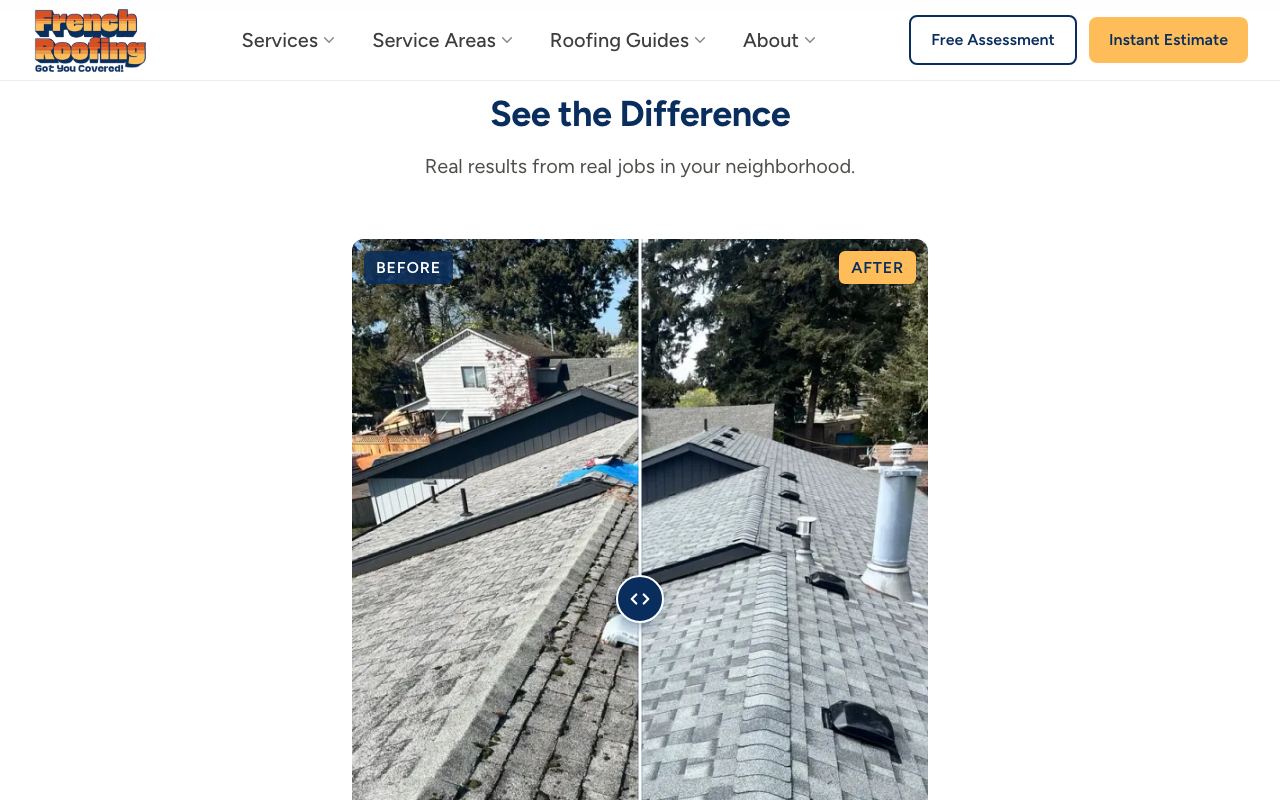 French
Roofing
Got You Covered!
Services
Service Areas
Roofing Guides
About
Free Assessment
Instant Estimate
See the Difference
Real results from real jobs in your neighborhood.
BEFORE
AFTER